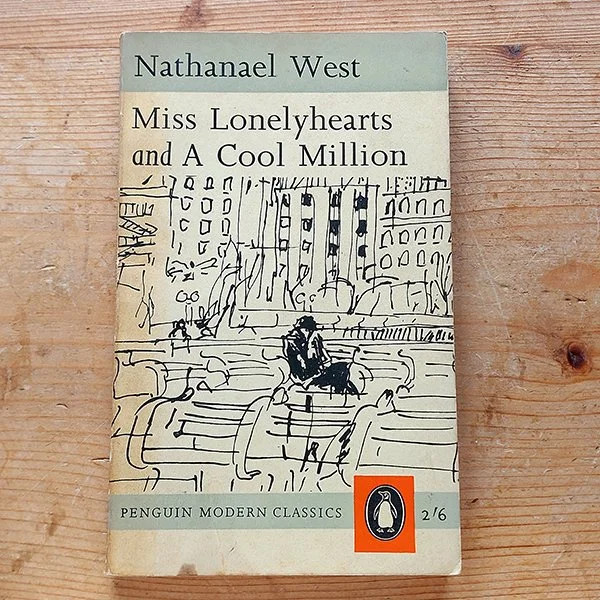 Nathanael West
Miss Lonelyhearts
and A Cool Million
PENGUIN MODERN CLASSICS 2'6